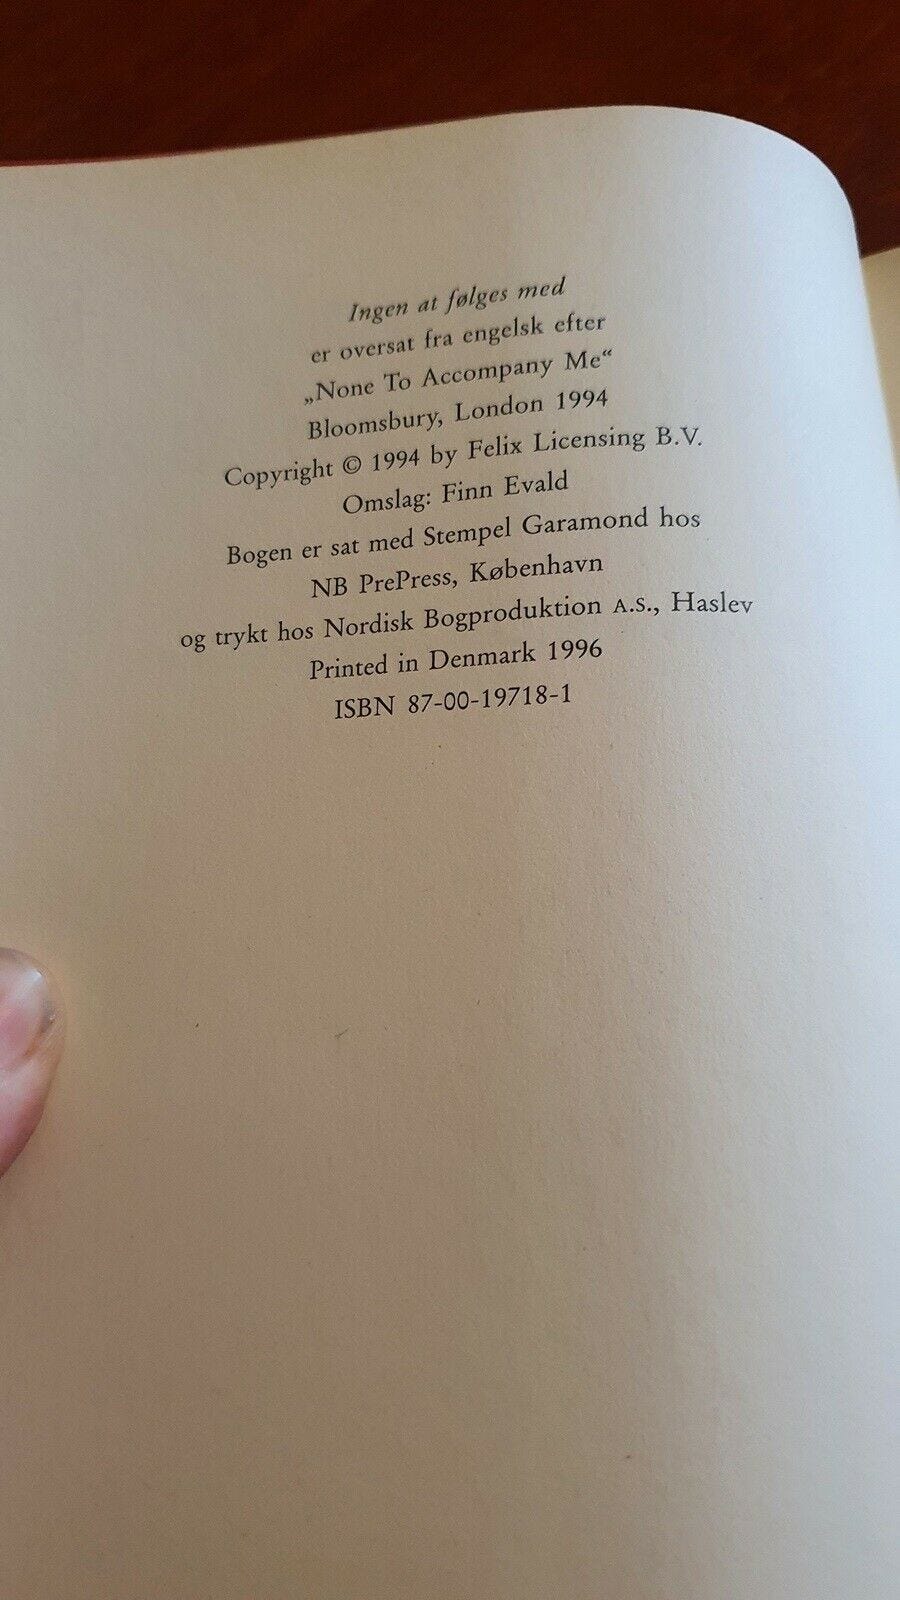 Ingen at følges med
er oversat fra engelsk efter
„None To Accompany Me“
Bloomsbury, London 1994
Copyright © 1994 by Felix Licensing B.V.
Omslag: Finn Evald
Bogen er sat med Stempel Garamond hos
NB PrePress, København
og trykt hos Nordisk Bogproduktion A.S., Haslev
Printed in Denmark 1996
ISBN 87-00-19718-1